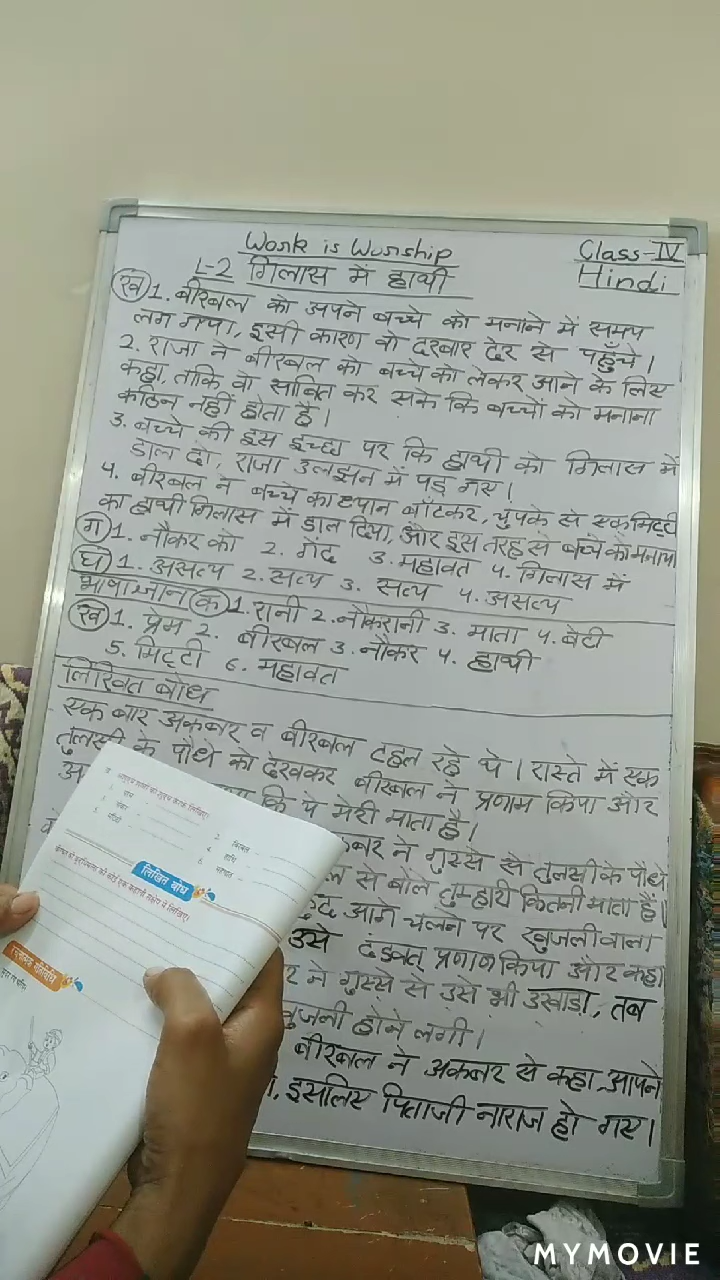 Work is Worship
Class-IV
L-2 गिलास में हाथी
Hindi
(ख) 1. बीरबल को अपने बच्चे को मनाने में समय
लग गया, इसी कारण वो दरबार देर से पहुँचे।
2. राजा ने बीरबल को बच्चे को लेकर आने के लिए
कहा, ताकि वो साबित कर सके कि बच्चों को मनाना
कठिन नहीं होता है।
3. बच्चे की इस इच्छा पर कि हाथी को गिलास में
डाल दो, राजा उलझन में पड़ गए।
4. बीरबल ने बच्चे का ध्यान बाँटकर, चुपके से एक मिट्टी
का हाथी गिलास में डाल दिया, और इस तरह से बच्चे को मनाया
(ग) 1. नौकर को 2. गेंद 3. महावत 4. गिलास में
(घ) 1. असत्य 2. सत्य 3. सत्य 4. असत्य
भाषा ज्ञान (क) 1. रानी 2. नौकरानी 3. माता 4. बेटी
(ख) 1. प्रेम 2. बीरबल 3. नौकर 4. हाथी
5. मिट्टी 6. महावत
लिखित बोध
एक बार अकबर व बीरबल टहल रहे थे। रास्ते में एक
तुलसी के पौधे को देखकर बीरबल ने प्रणाम किया और
कि ये मेरी माता है।
ने गुस्से से तुलसी के पौधे
से बोले तुम्हारी कितनी माता हैं।
आगे चलने पर खुजली वाला
उसे दंडवत् प्रणाम किया और कहा
ने गुस्से से उसे भी उखाड़ा, तब
खुजली होने लगी।
बीरबल ने अकबर से कहा, आपने
, इसलिए पिताजी नाराज हो गए।
लिखित बोध
MYMOVIE